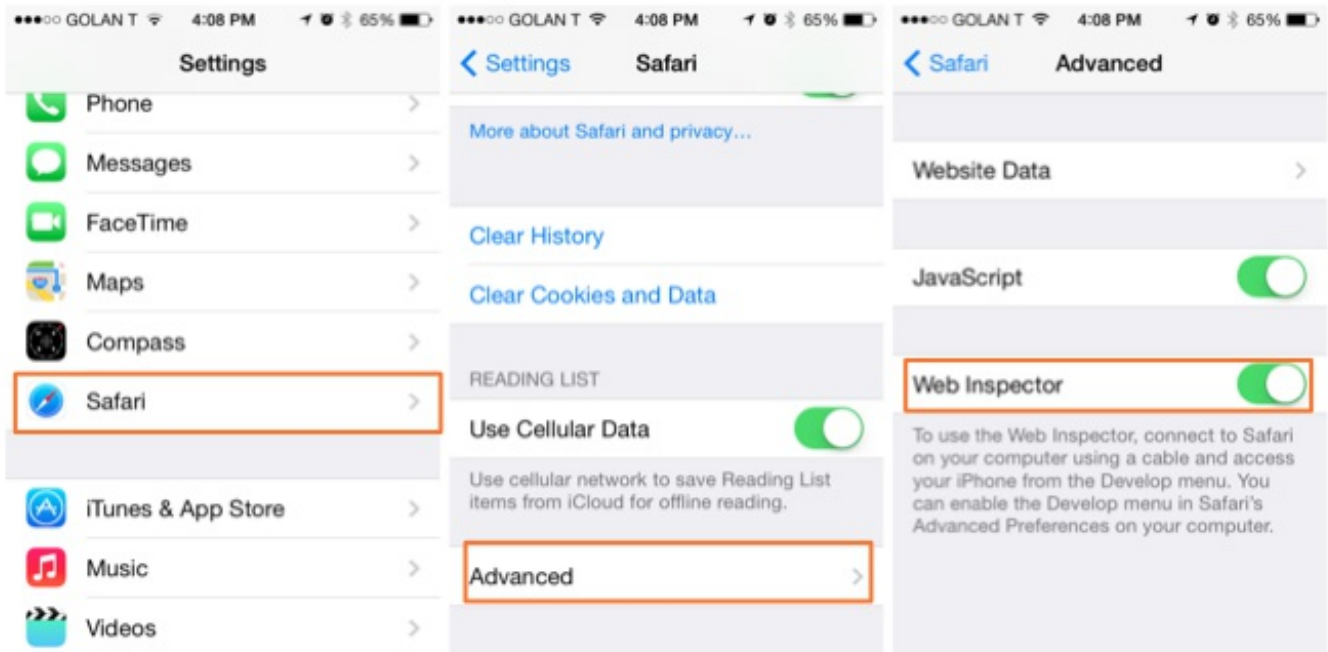 GOLAN T 4:08 PM 65%
Settings
Phone
Messages
FaceTime
Maps
Compass
Safari
iTunes & App Store
Music
Videos
GOLAN T 4:08 PM 65%
Settings Safari
More about Safari and privacy...
Clear History
Clear Cookies and Data
READING LIST
Use Cellular Data
Use cellular network to save Reading List
items from iCloud for offline reading.
Advanced
GOLAN T 4:08 PM 65%
Safari Advanced
Website Data
JavaScript
Web Inspector
To use the Web Inspector, connect to Safari
on your computer using a cable and access
your iPhone from the Develop menu. You
can enable the Develop menu in Safari's
Advanced Preferences on your computer.